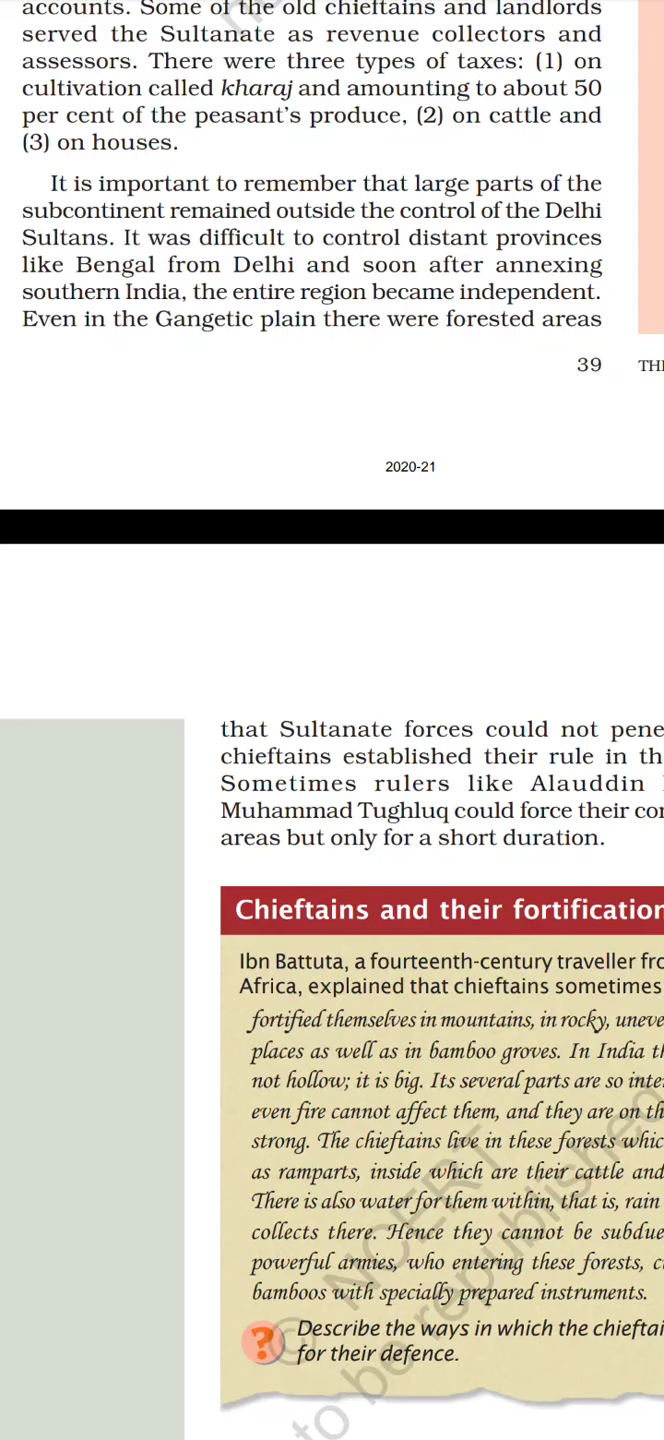 accounts. Some of the old chieftains and landlords
served the Sultanate as revenue collectors and
assessors. There were three types of taxes: (1) on
cultivation called kharaj and amounting to about 50
per cent of the peasant's produce, (2) on cattle and
(3) on houses.
It is important to remember that large parts of the
subcontinent remained outside the control of the Delhi
Sultans. It was difficult to control distant provinces
like Bengal from Delhi and soon after annexing
southern India, the entire region became independent.
Even in the Gangetic plain there were forested areas
39
2020-21
that Sultanate forces could not
chieftains established their rule in
Sometimes rulers like Alauddin
Muhammad Tughluq could force their
areas but only for a short duration.
Chieftains and their
Ibn Battuta, a fourteenth-century traveller
Africa, explained that chieftains sometimes
fortified themselves in mountains, in rocky,
places as well as in bamboo groves. In India
not hollow; it is big. Its several parts are so
even fire cannot affect them, and they are on
strong. The chieftains live in these forests
as ramparts, inside which are their cattle and
There is also water for them within, that is, rain
collects there. Hence they cannot be
powerful armies, who entering these forests,
bamboos with specially prepared instruments.
? Describe the ways in which the
for their defence.
© NCERT
to be republished